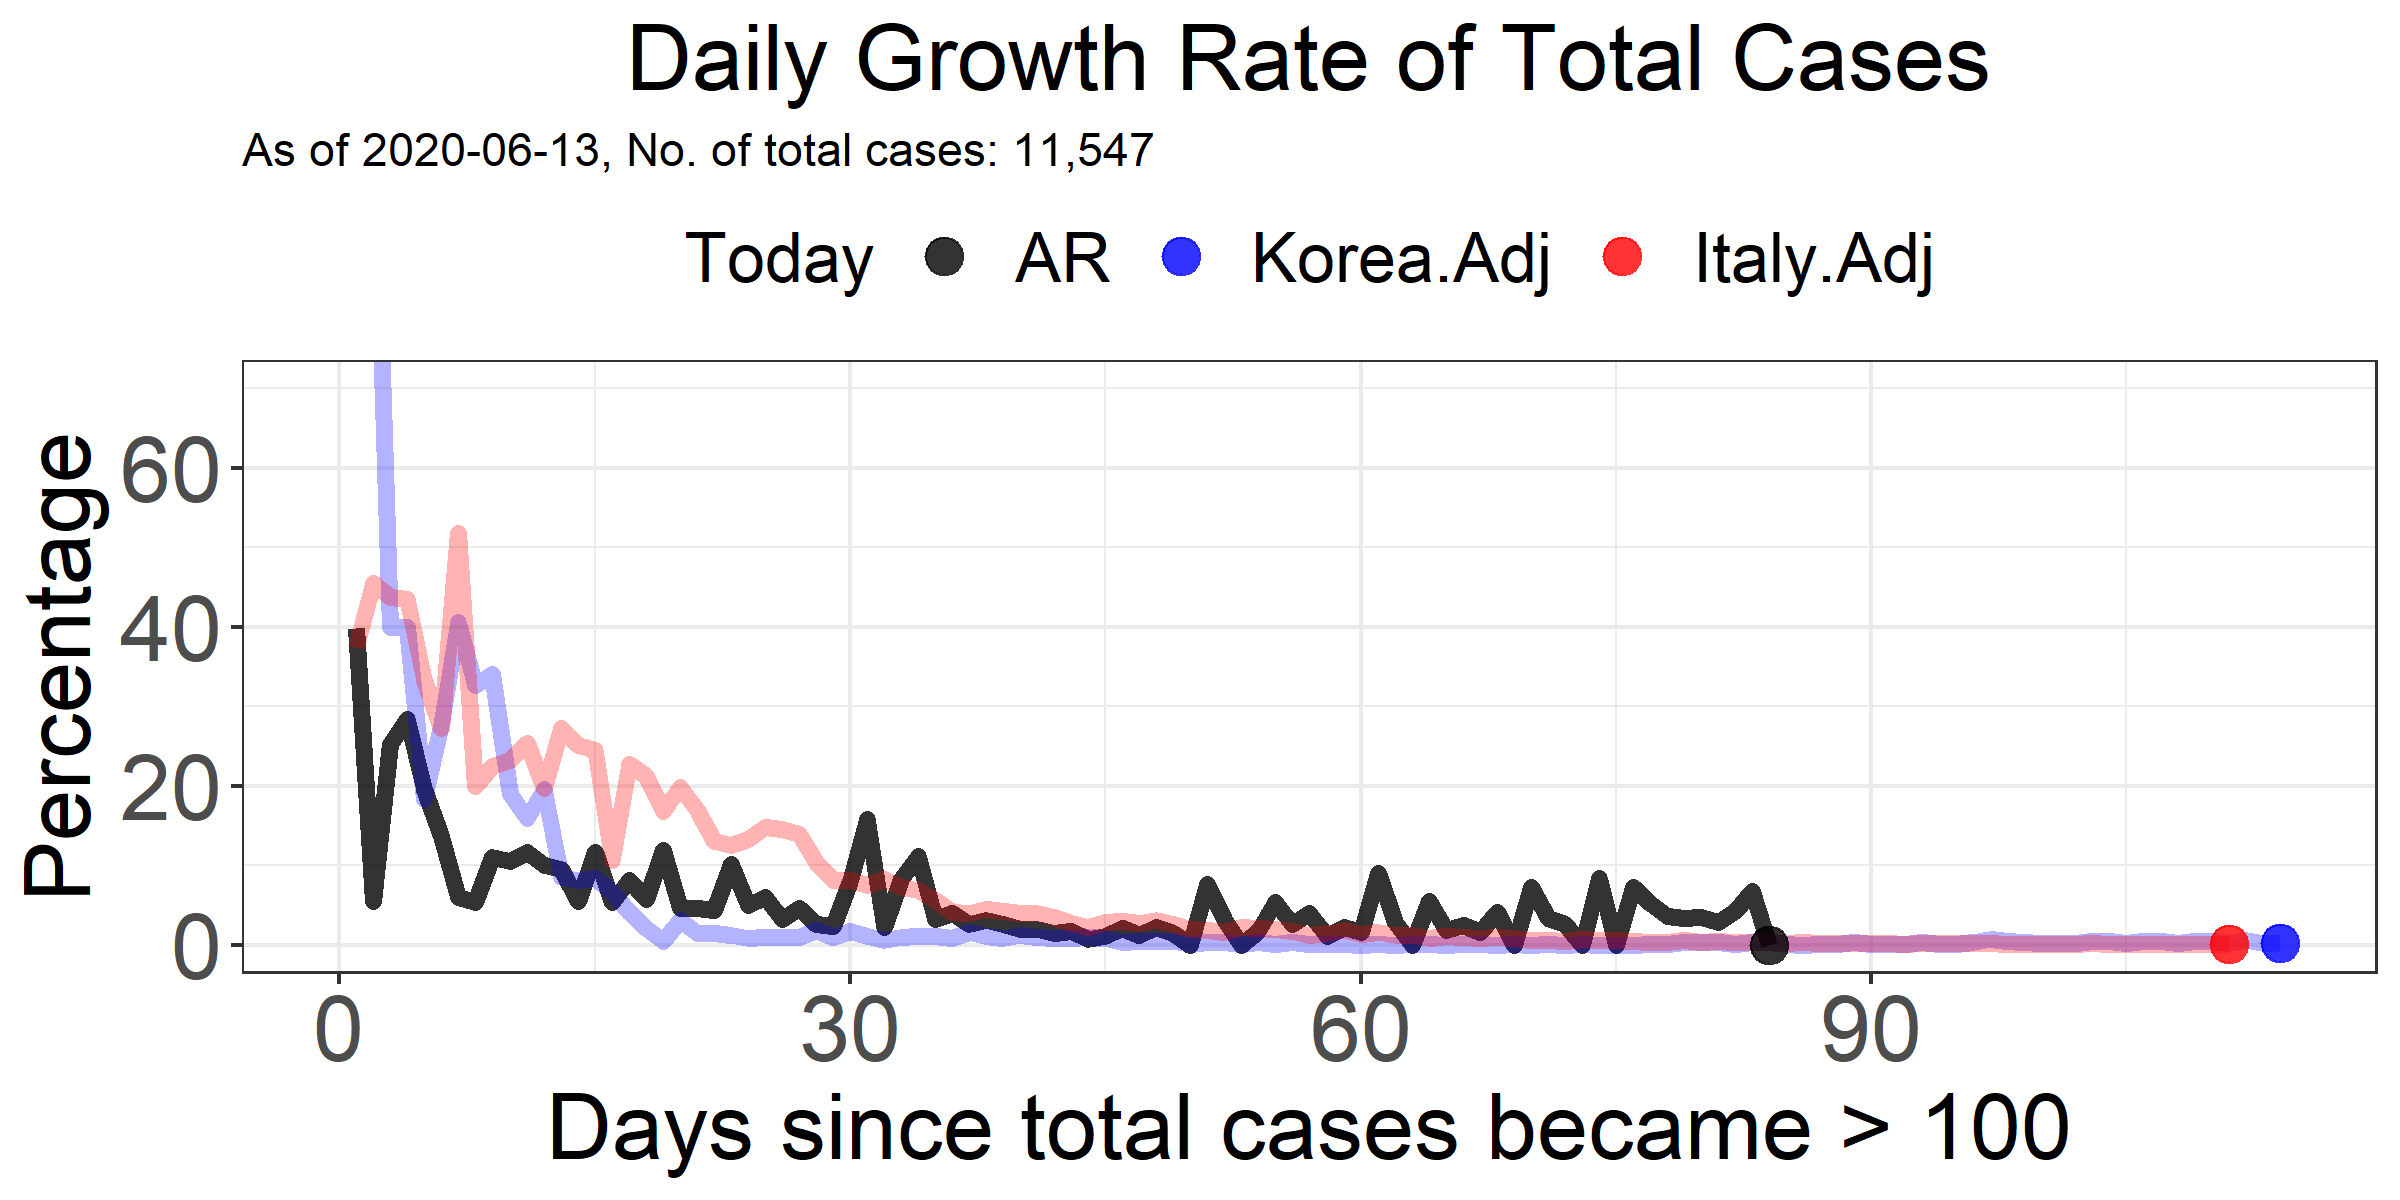 Daily Growth Rate of Total Cases
As of 2020-06-13, No. of total cases: 11,547
Today AR Korea.Adj Italy.Adj
Percentage
60
40
20
0
0 30 60 90
Days since total cases became > 100